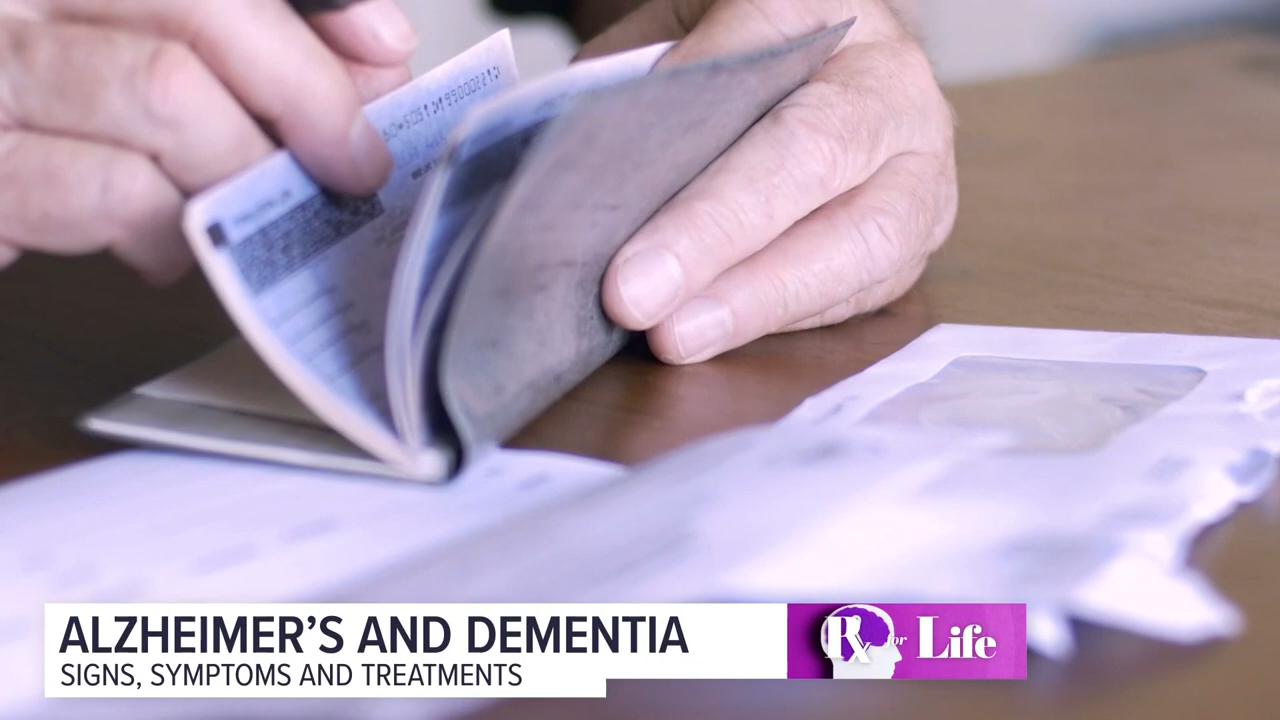 ALZHEIMER'S AND DEMENTIA
SIGNS, SYMPTOMS AND TREATMENTS
Rx for Life